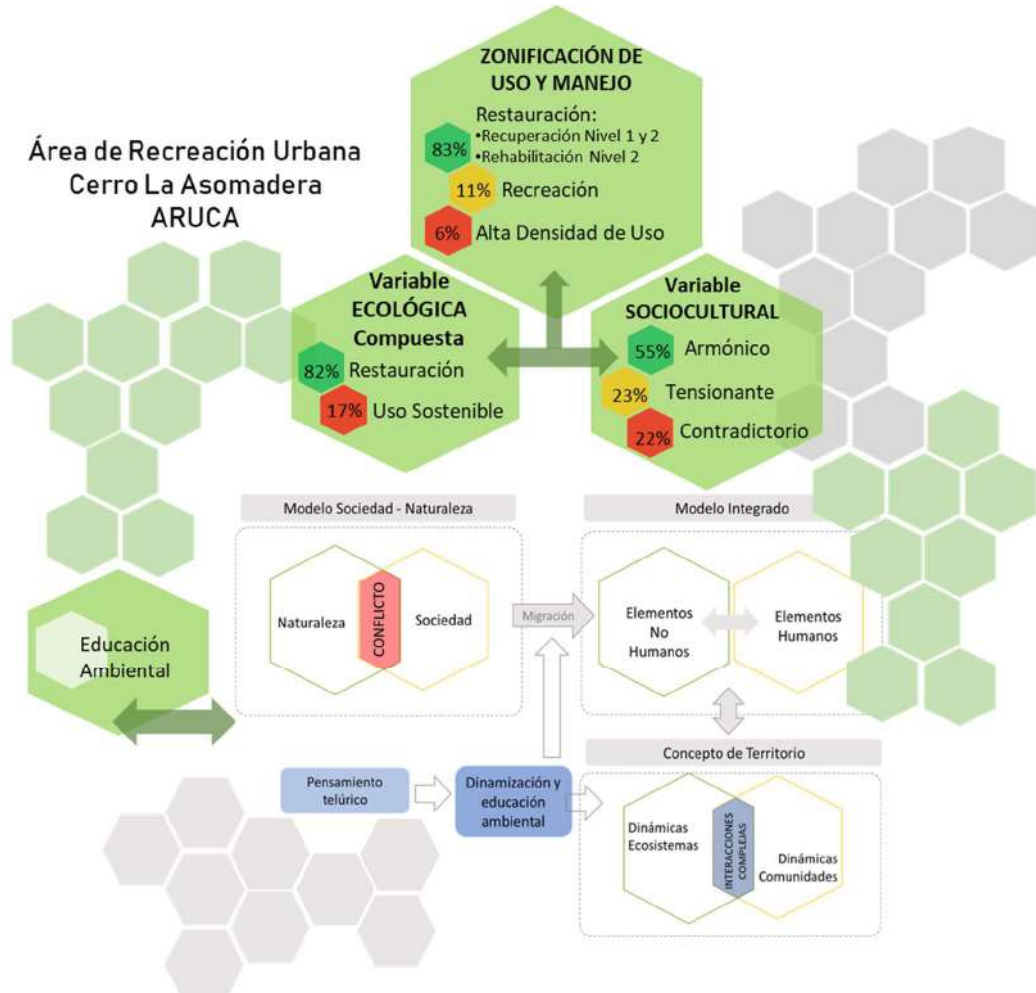 Área de Recreación Urbana
Cerro La Asomadera
ARUCA
ZONIFICACIÓN DE
USO Y MANEJO
Restauración:
•Recuperación Nivel 1 y 2
•Rehabilitación Nivel 2
83%
11% Recreación
6% Alta Densidad de Uso
Variable
ECOLÓGICA
Compuesta
82% Restauración
17% Uso Sostenible
Variable
SOCIOCULTURAL
55% Armónico
23% Tensionante
22% Contradictorio
Modelo Sociedad - Naturaleza
Naturaleza
CONFLICTO
Sociedad
Migración
Modelo Integrado
Elementos
No
Humanos
Elementos
Humanos
Educación
Ambiental
Pensamiento
telúrico
Dinamización y
educación
ambiental
Concepto de Territorio
Dinámicas
Ecosistemas
INTERACCIONES
COMPLEJAS
Dinámicas
Comunidades